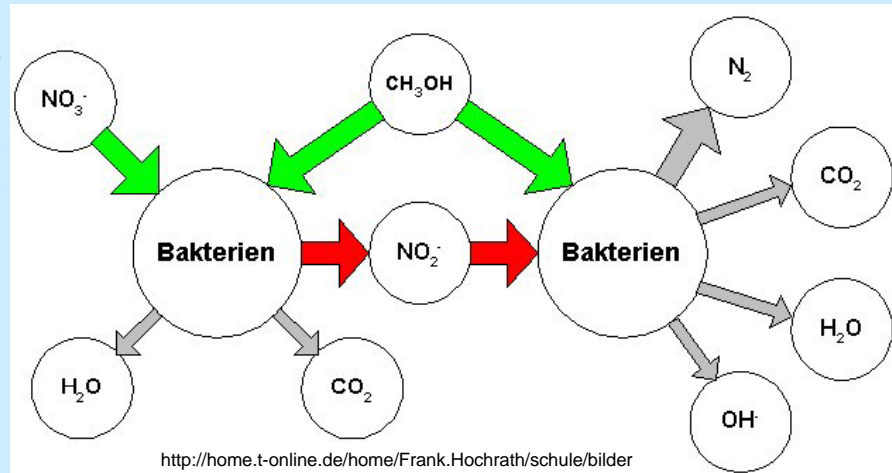 NO₃⁻
CH₃OH
N₂
CO₂
Bakterien
NO₂⁻
Bakterien
H₂O
H₂O
CO₂
OH⁻
http://home.t-online.de/home/Frank.Hochrath/schule/bilder